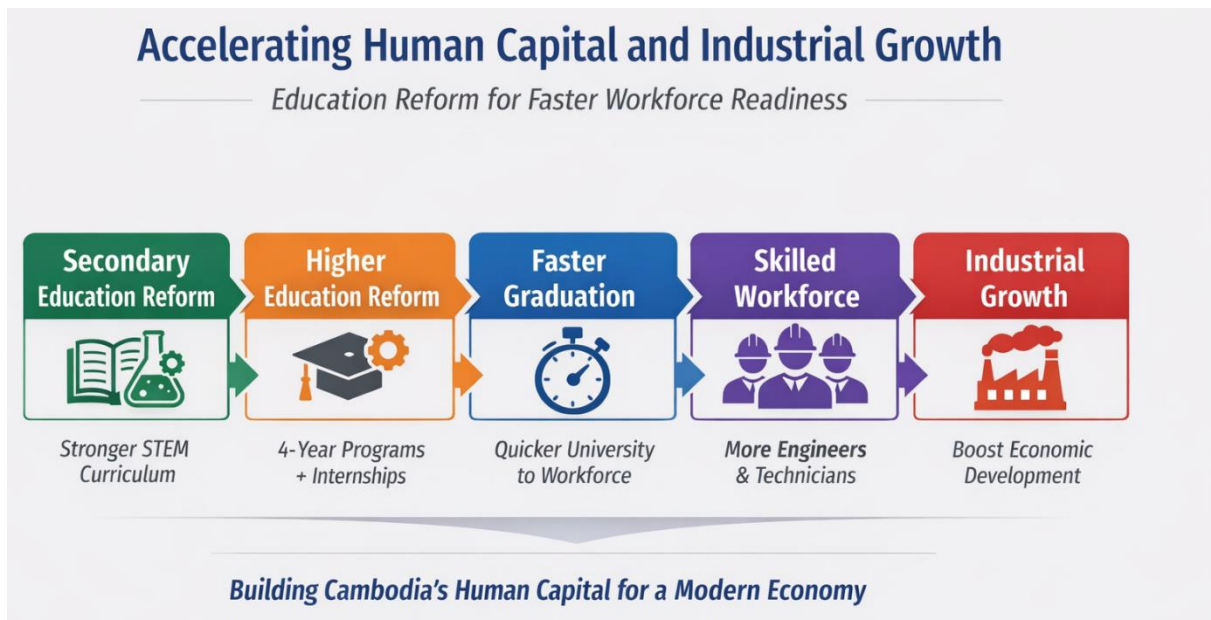 Accelerating Human Capital and Industrial Growth
Education Reform for Faster Workforce Readiness
Secondary
Education Reform
Stronger STEM
Curriculum
Higher
Education Reform
4-Year Programs
+ Internships
Faster
Graduation
Quicker University
to Workforce
Skilled
Workforce
More Engineers
& Technicians
Industrial
Growth
Boost Economic
Development
Building Cambodia's Human Capital for a Modern Economy